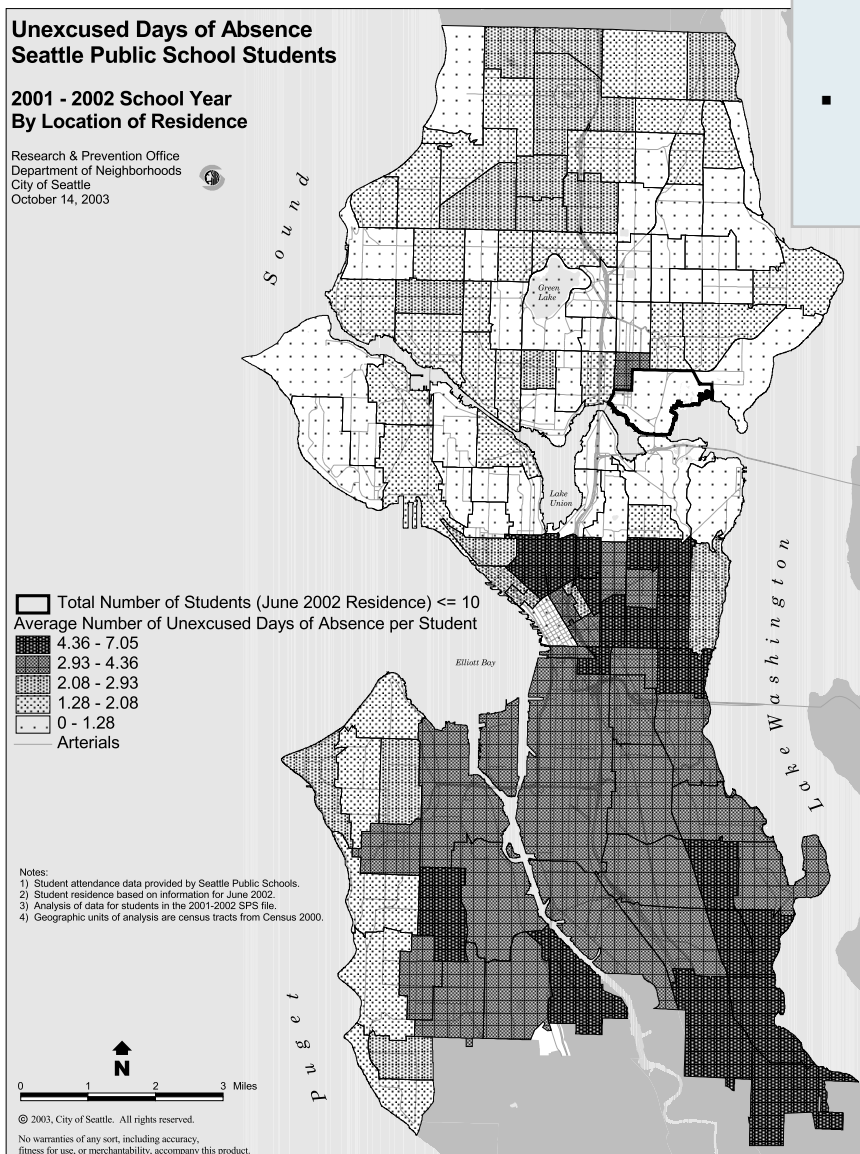 Unexcused Days of Absence
Seattle Public School Students
2001 - 2002 School Year
By Location of Residence
Research & Prevention Office
Department of Neighborhoods
City of Seattle
October 14, 2003
Sound
Green
Lake
Lake
Union
Lake Washington
Total Number of Students (June 2002 Residence) <= 10
Average Number of Unexcused Days of Absence per Student
4.36 - 7.05
2.93 - 4.36
2.08 - 2.93
1.28 - 2.08
0 - 1.28
Arterials
Elliott Bay
Notes:
1) Student attendance data provided by Seattle Public Schools.
2) Student residence based on information for June 2002.
3) Analysis of data for students in the 2001-2002 SPS file.
4) Geographic units of analysis are census tracts from Census 2000.
Puget
N
0 1 2 3 Miles
© 2003, City of Seattle. All rights reserved.
No warranties of any sort, including accuracy,
fitness for use, or merchantability, accompany this product.